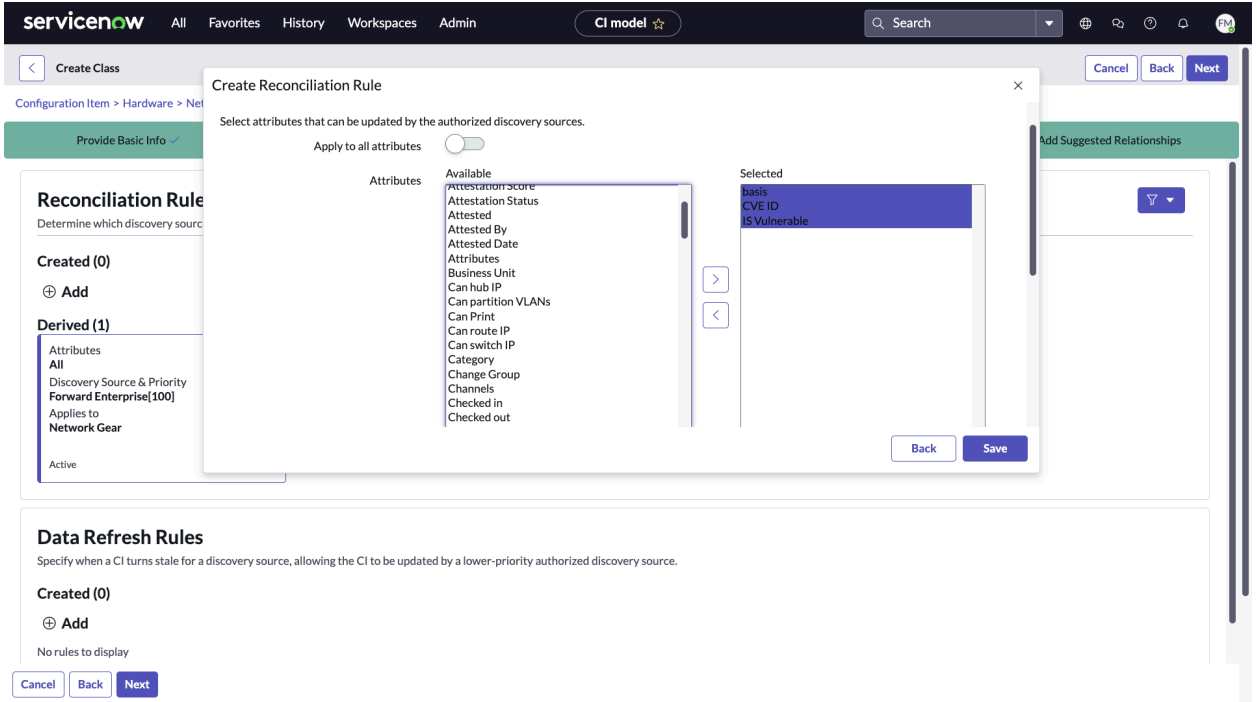 servicenow All Favorites History Workspaces Admin CI model Search FM
Create Class Cancel Back Next
Configuration Item > Hardware > Net
Provide Basic Info Add Suggested Relationships
Create Reconciliation Rule
Select attributes that can be updated by the authorized discovery sources.
Apply to all attributes
Attributes
Available
Attestation Score
Attestation Status
Attested
Attested By
Attested Date
Attributes
Business Unit
Can hub IP
Can partition VLANs
Can Print
Can route IP
Can switch IP
Category
Change Group
Channels
Checked in
Checked out
Selected
basis
CVE ID
IS Vulnerable
Back Save
Reconciliation Rule
Determine which discovery sourc
Created (0)
Add
Derived (1)
Attributes
All
Discovery Source & Priority
Forward Enterprise[100]
Applies to
Network Gear
Active
Data Refresh Rules
Specify when a CI turns stale for a discovery source, allowing the CI to be updated by a lower-priority authorized discovery source.
Created (0)
Add
No rules to display
Cancel Back Next